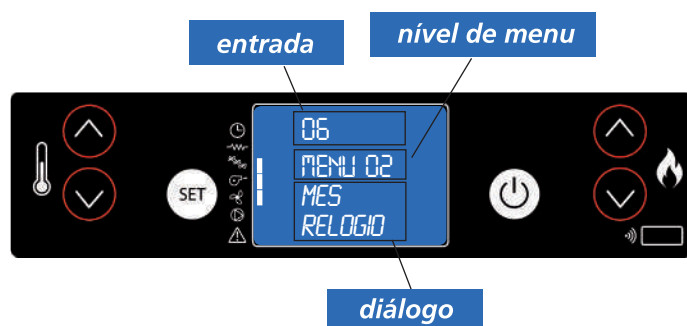 entrada
nível de menu
06
MENU 02
SET
MES
RELOGIO
diálogo